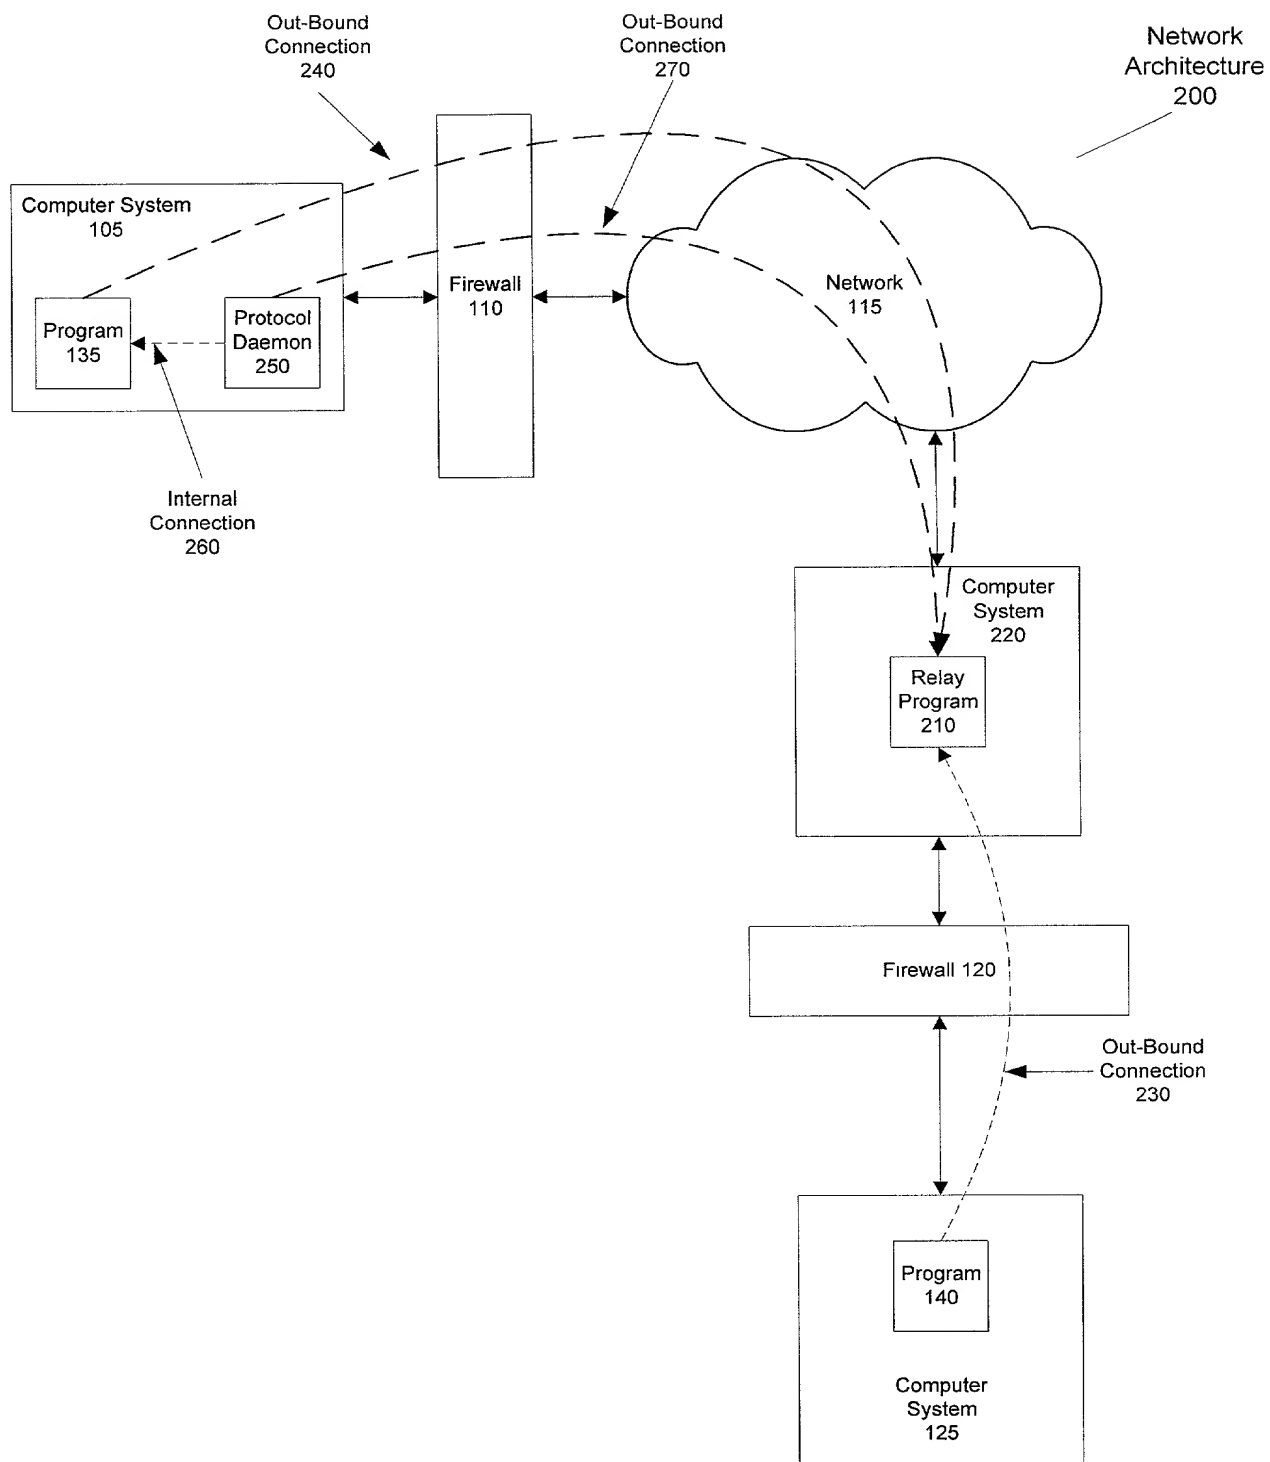 Out-Bound
Connection
240
Out-Bound
Connection
270
Network
Architecture
200
Computer System
105
Program
135
Protocol
Daemon
250
Firewall
110
Network
115
Internal
Connection
260
Computer
System
220
Relay
Program
210
Firewall 120
Out-Bound
Connection
230
Program
140
Computer
System
125